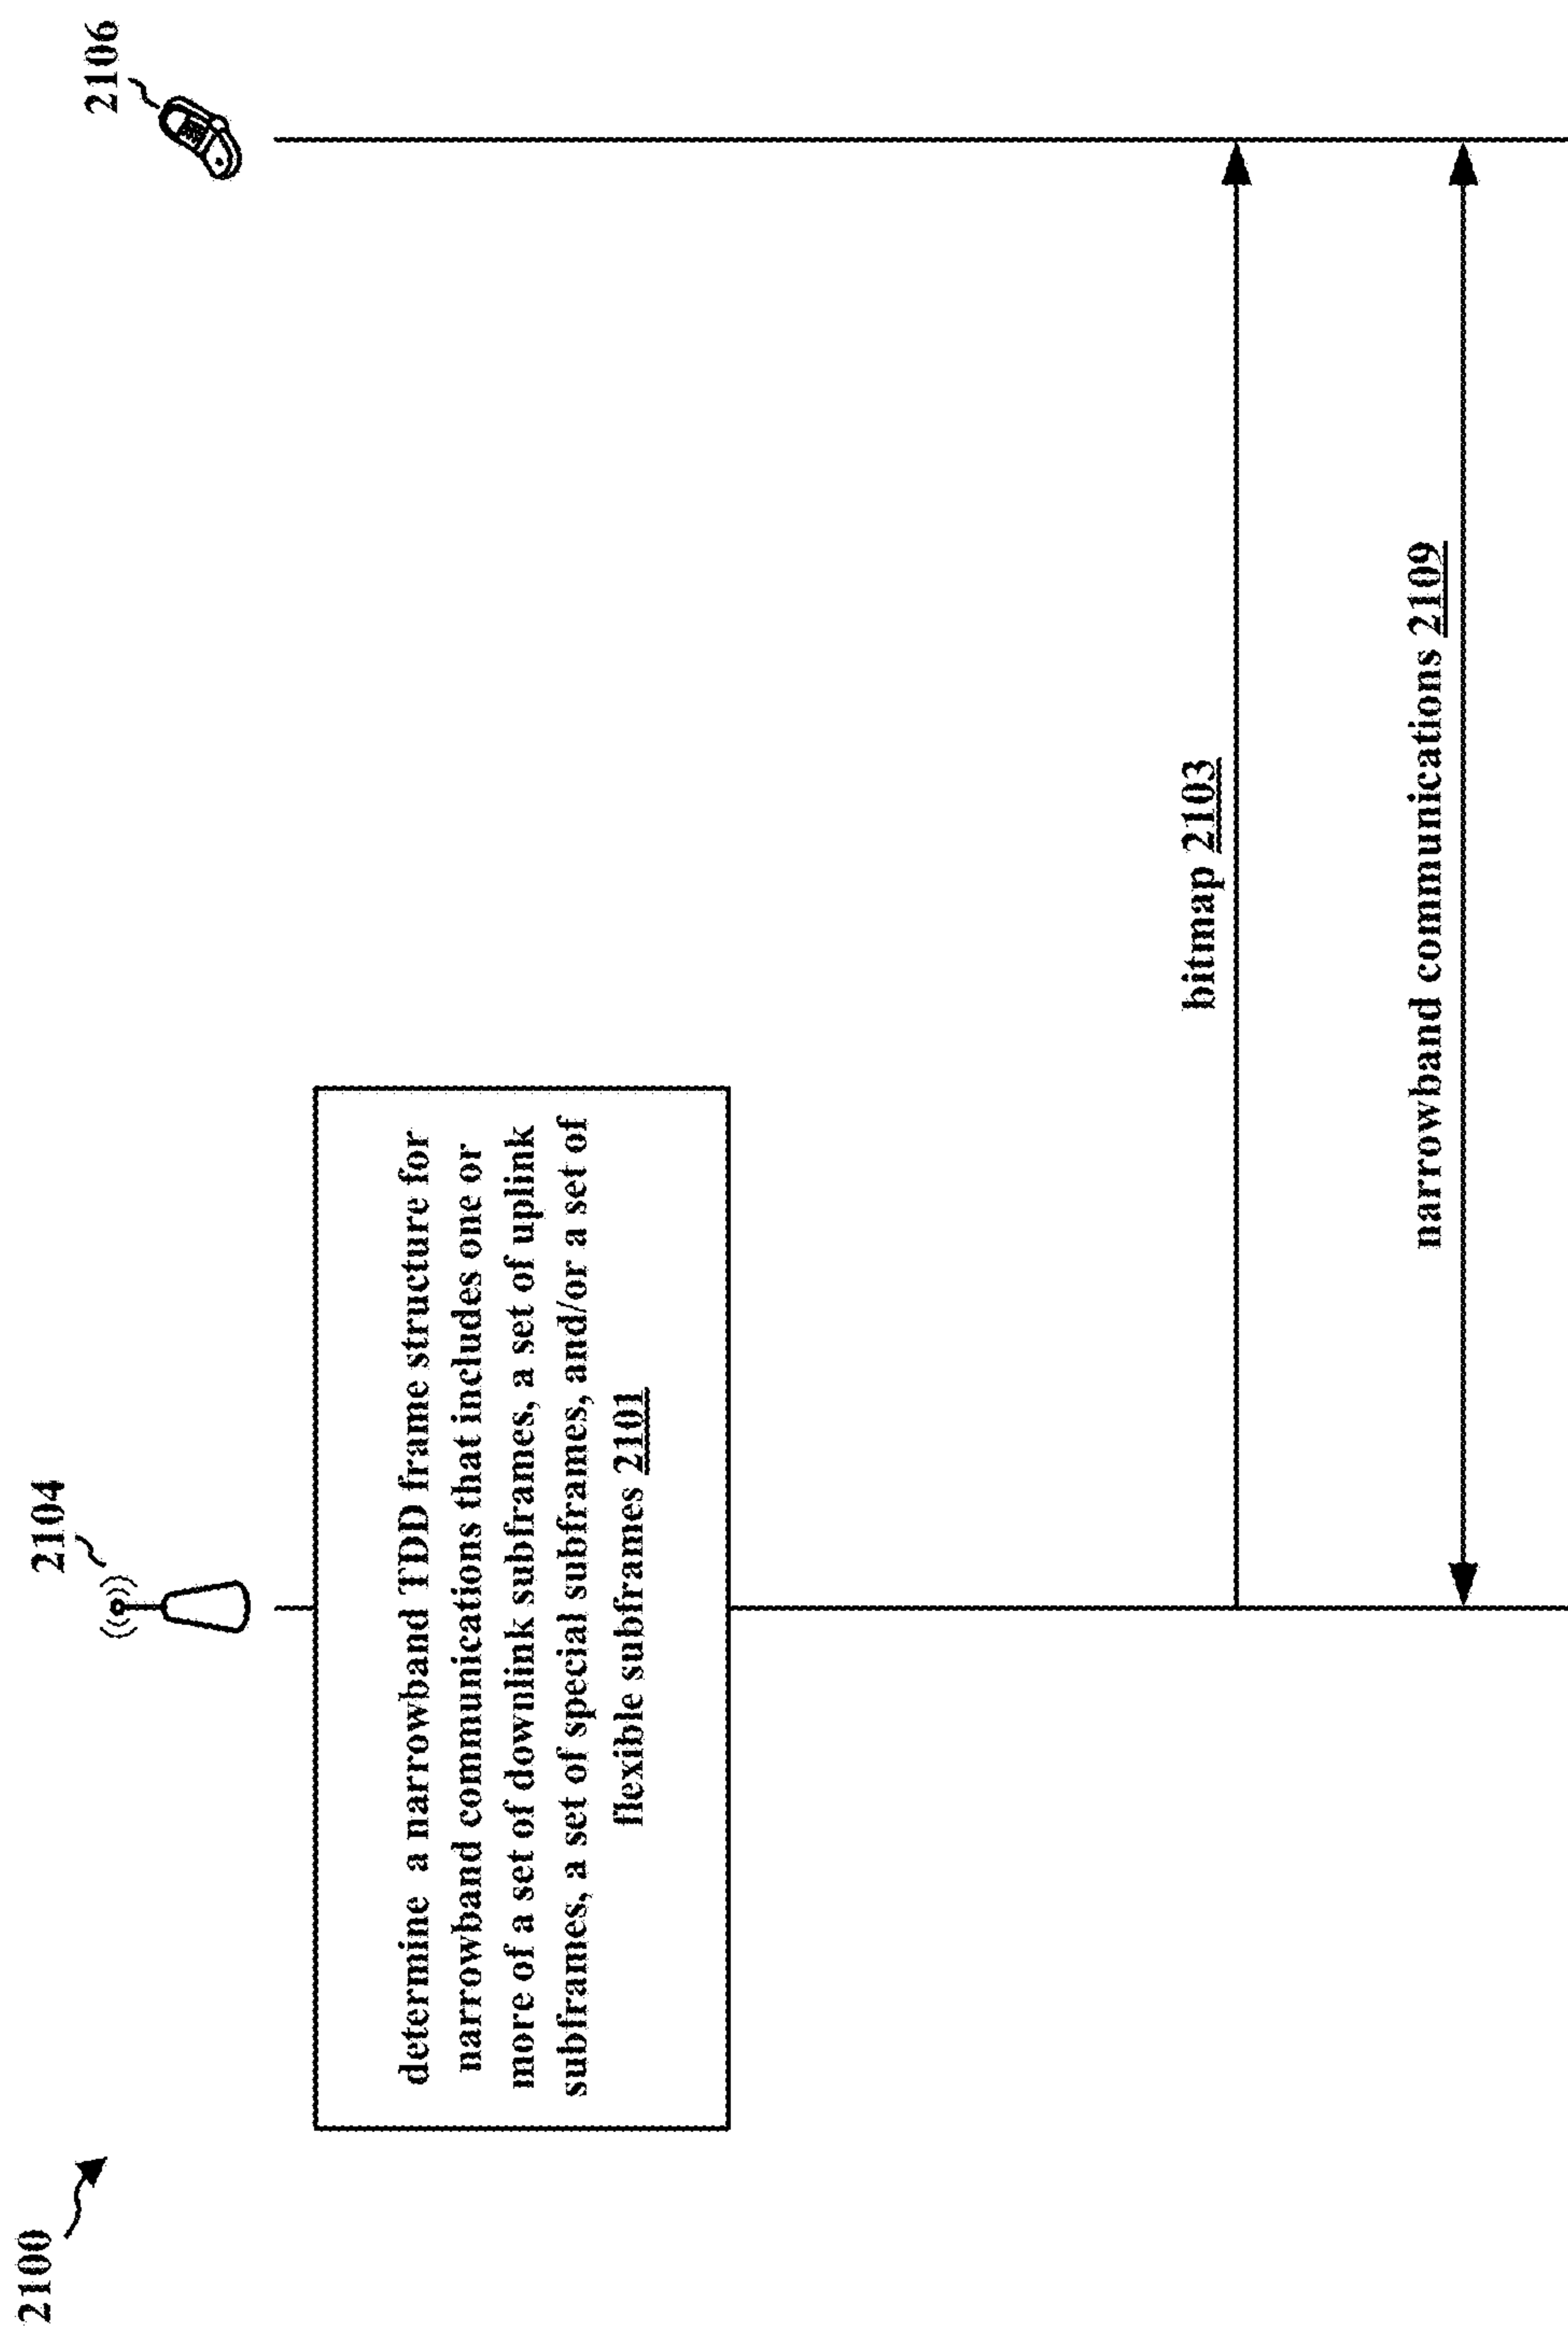 2100
2104
2106
determine a narrowband TDD frame structure for
narrowband communications that includes one or
more of a set of downlink subframes, a set of uplink
subframes, a set of special subframes, and/or a set of
flexible subframes 2101
bitmap 2103
narrowband communications 2109